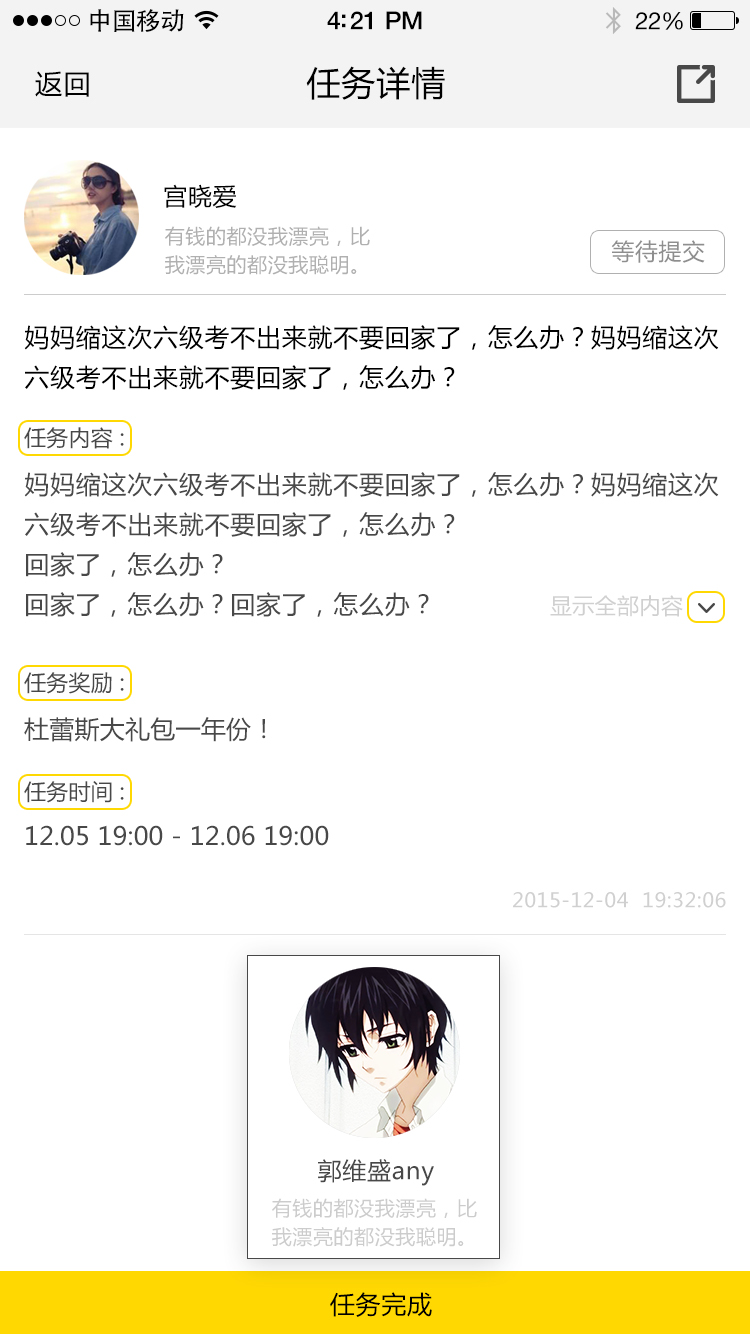 中国移动 4:21 PM 22%
返回 任务详情
宫晓爱
有钱的都没我漂亮，比
我漂亮的都没我聪明。
等待提交
妈妈缩这次六级考不出来就不要回家了，怎么办？妈妈缩这次
六级考不出来就不要回家了，怎么办？
任务内容：
妈妈缩这次六级考不出来就不要回家了，怎么办？妈妈缩这次
六级考不出来就不要回家了，怎么办？
回家了，怎么办？
回家了，怎么办？回家了，怎么办？ 显示全部内容
任务奖励：
杜蕾斯大礼包一年份！
任务时间：
12.05 19:00 - 12.06 19:00
2015-12-04 19:32:06
郭维盛any
有钱的都没我漂亮，比
我漂亮的都没我聪明。
任务完成